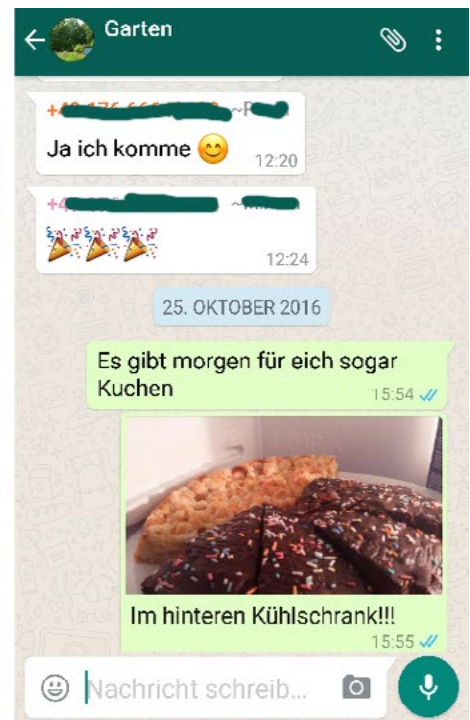 Garten
Ja ich komme
12:20
12:24
25. OKTOBER 2016
Es gibt morgen für eich sogar
Kuchen
15:54
Im hinteren Kühlschrank!!!
15:55
Nachricht schreib...